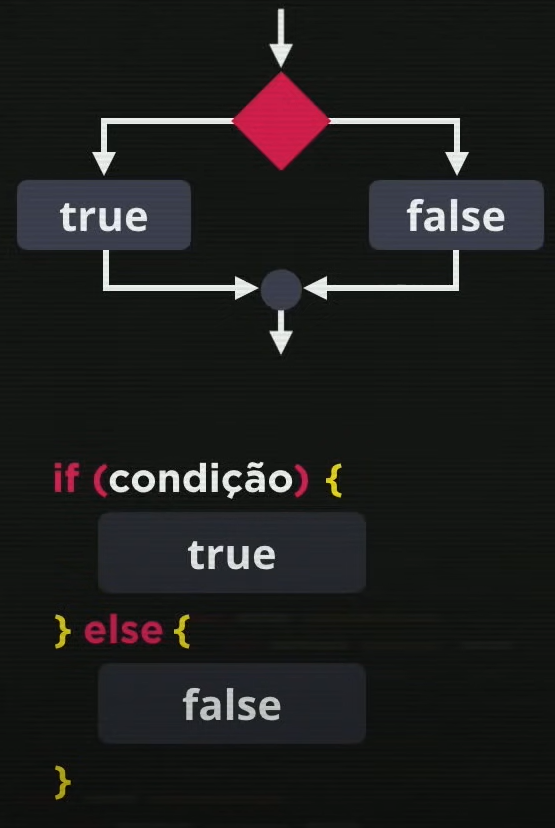 true false
if (condição) {
true
} else {
false
}